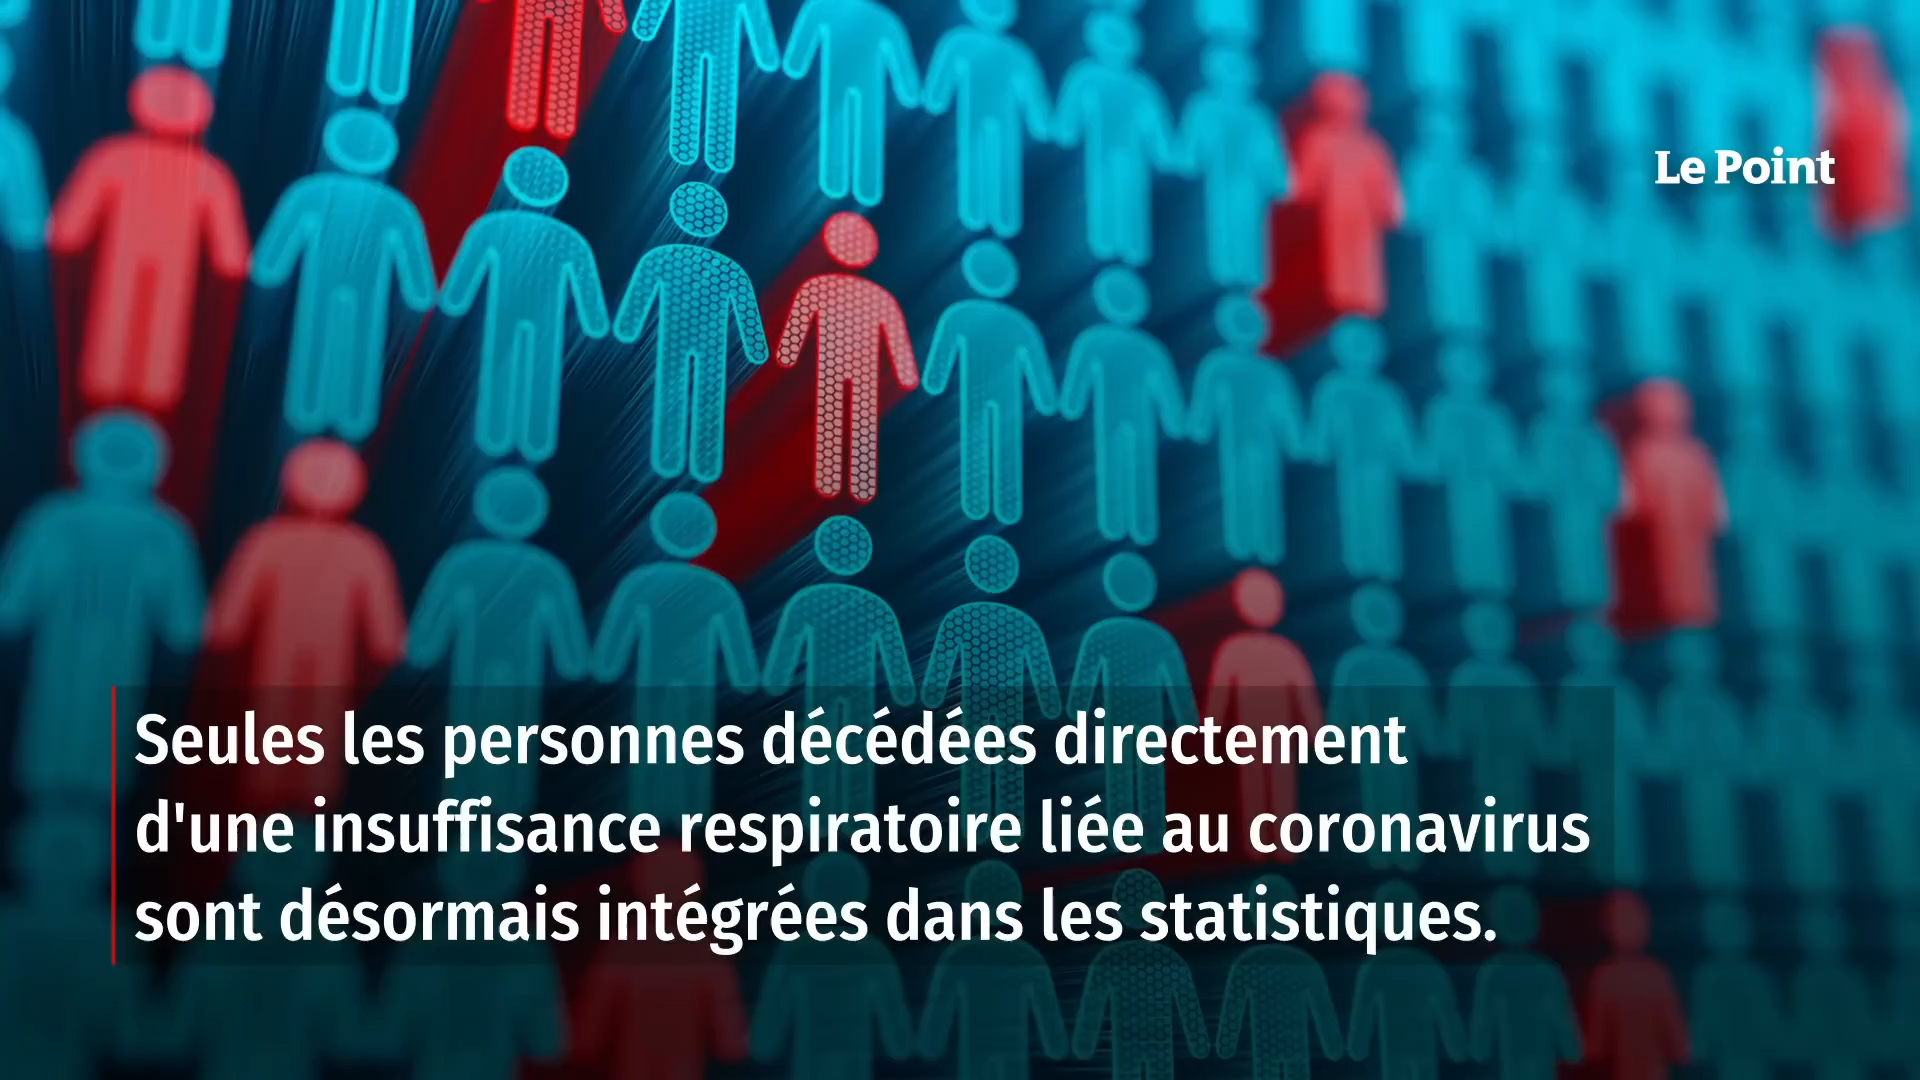 Le Point
Seules les personnes décédées directement
d'une insuffisance respiratoire liée au coronavirus
sont désormais intégrées dans les statistiques.